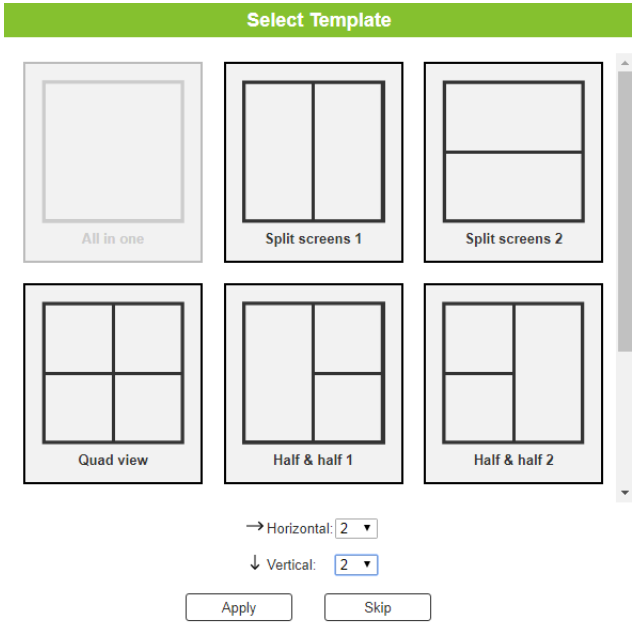 Select Template
All in one
Split screens 1
Split screens 2
Quad view
Half & half 1
Half & half 2
Horizontal: 2
Vertical: 2
Apply
Skip